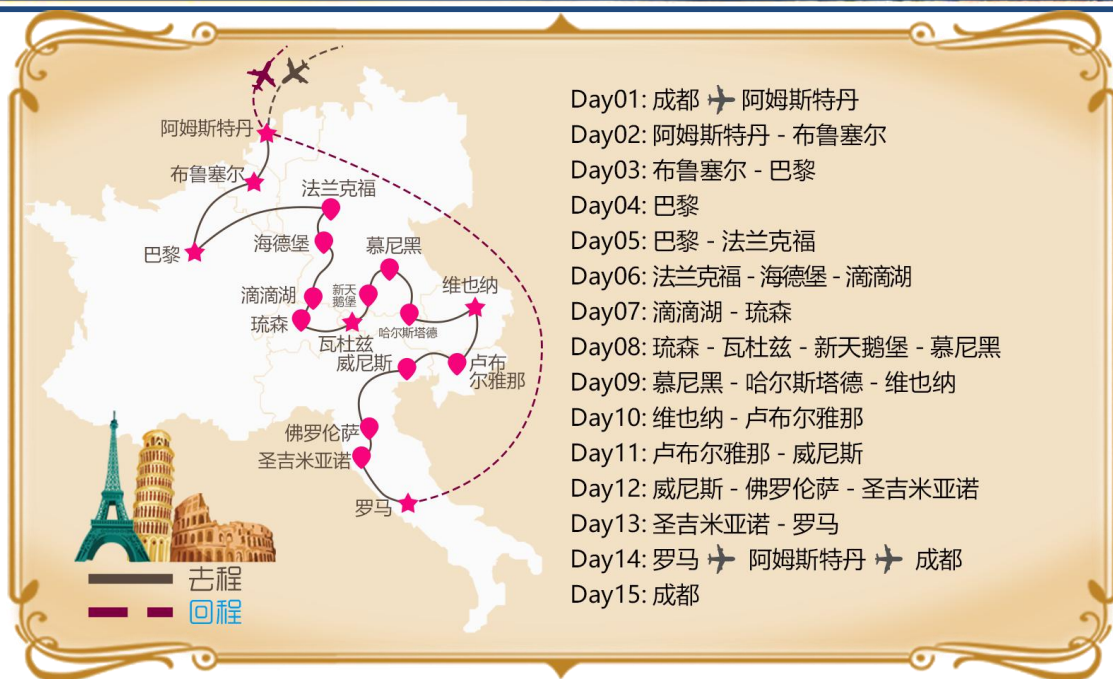 阿姆斯特丹
布鲁塞尔
法兰克福
巴黎
海德堡
慕尼黑
滴滴湖
新天
鹅堡
维也纳
琉森
哈尔斯塔德
瓦杜兹
威尼斯
卢布
尔雅那
佛罗伦萨
圣吉米亚诺
罗马
去程
回程
Day01: 成都 阿姆斯特丹
Day02: 阿姆斯特丹 - 布鲁塞尔
Day03: 布鲁塞尔 - 巴黎
Day04: 巴黎
Day05: 巴黎 - 法兰克福
Day06: 法兰克福 - 海德堡 - 滴滴湖
Day07: 滴滴湖 - 琉森
Day08: 琉森 - 瓦杜兹 - 新天鹅堡 - 慕尼黑
Day09: 慕尼黑 - 哈尔斯塔德 - 维也纳
Day10: 维也纳 - 卢布尔雅那
Day11: 卢布尔雅那 - 威尼斯
Day12: 威尼斯 - 佛罗伦萨 - 圣吉米亚诺
Day13: 圣吉米亚诺 - 罗马
Day14: 罗马 阿姆斯特丹 成都
Day15: 成都